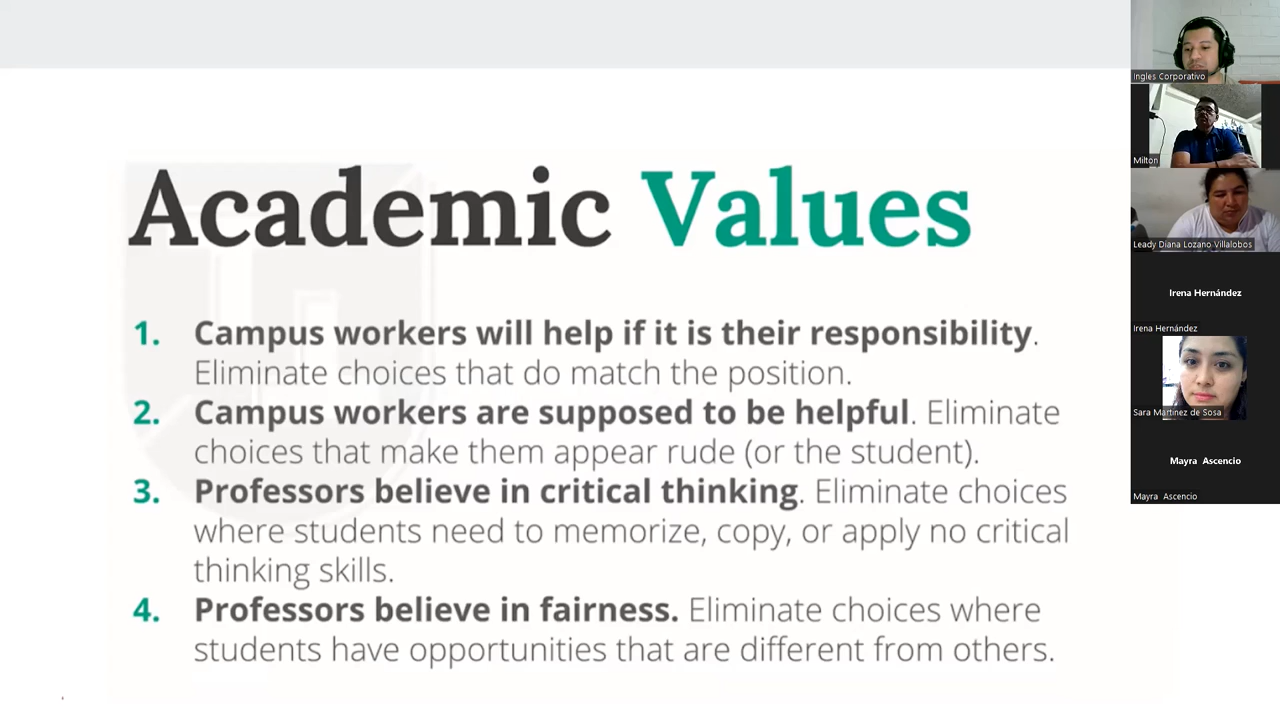 Academic Values
1. Campus workers will help if it is their responsibility.
Eliminate choices that do match the position.
2. Campus workers are supposed to be helpful. Eliminate
choices that make them appear rude (or the student).
3. Professors believe in critical thinking. Eliminate choices
where students need to memorize, copy, or apply no critical
thinking skills.
4. Professors believe in fairness. Eliminate choices where
students have opportunities that are different from others.
Ingles Corporativo
Milton
Leady Diana Lozano Villalobos
Irena Hernández
Irena Hernández
Sara Martinez de Sosa
Mayra Ascencio
Mayra Ascencio